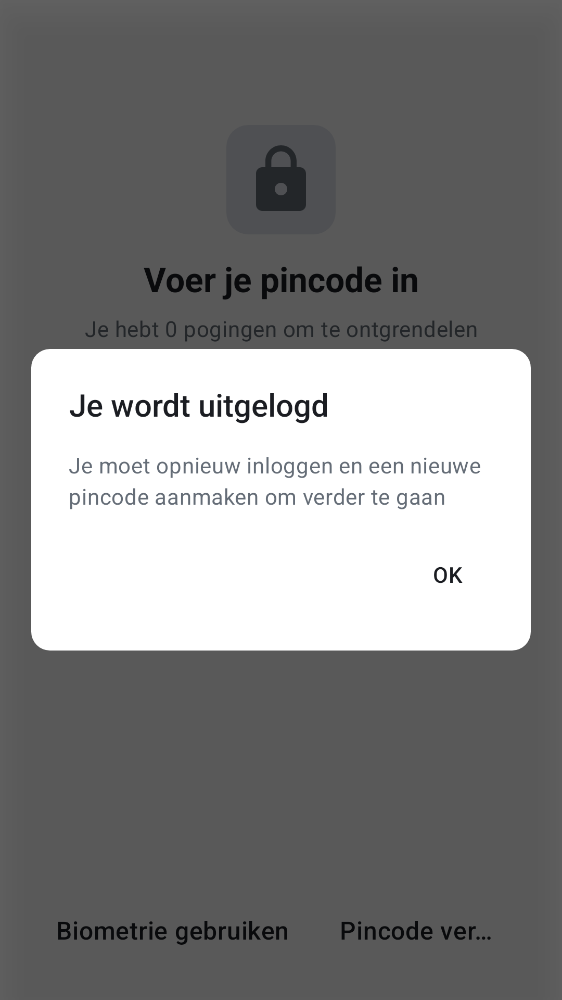 Voer je pincode in
Je hebt 0 pogingen om te ontgrendelen
Je wordt uitgelogd
Je moet opnieuw inloggen en een nieuwe
pincode aanmaken om verder te gaan
OK
Biometrie gebruiken
Pincode ver…